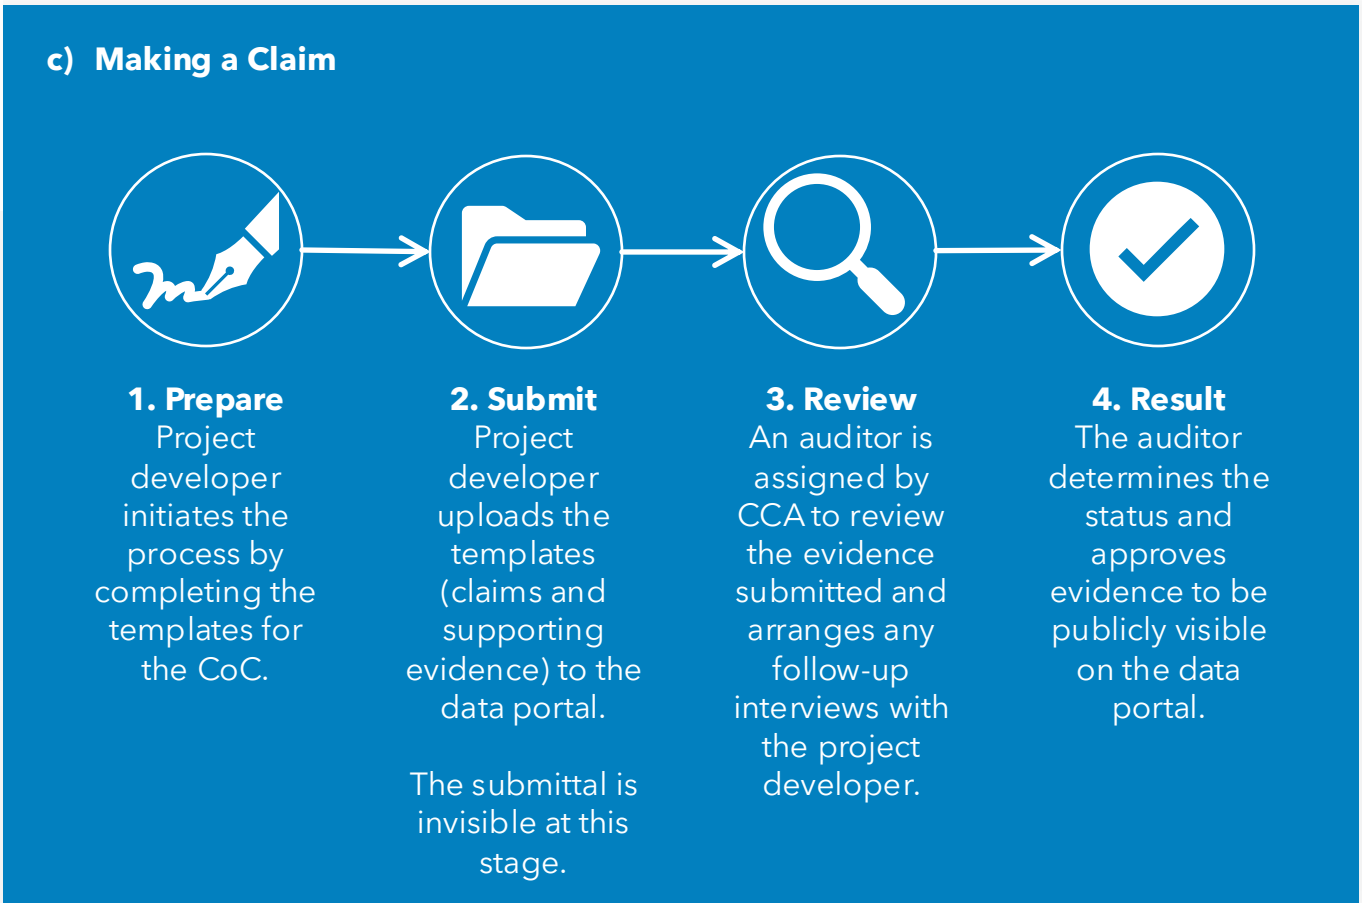 c) Making a Claim
1. Prepare
Project
developer
initiates the
process by
completing the
templates for
the CoC.
2. Submit
Project
developer
uploads the
templates
(claims and
supporting
evidence) to the
data portal.
The submittal is
invisible at this
stage.
3. Review
An auditor is
assigned by
CCA to review
the evidence
submitted and
arranges any
follow-up
interviews with
the project
developer.
4. Result
The auditor
determines the
status and
approves
evidence to be
publicly visible
on the data
portal.